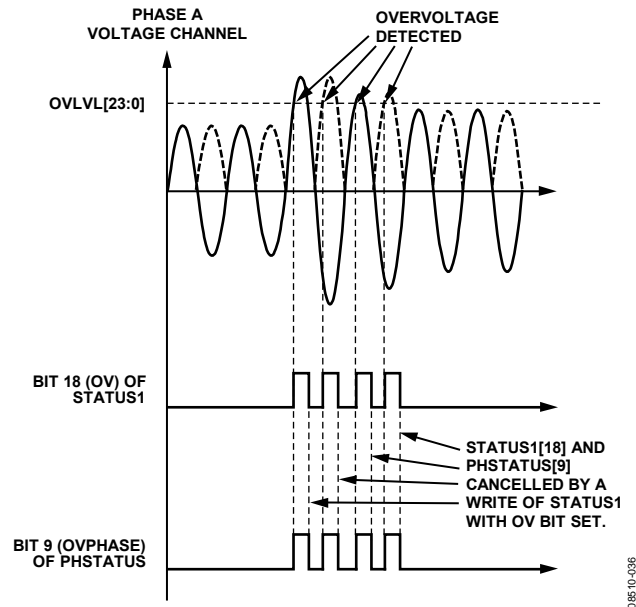 PHASE A
VOLTAGE CHANNEL
OVERVOLTAGE
DETECTED
OVLVL[23:0]
BIT 18 (OV) OF
STATUS1
STATUS1[18] AND
PHSTATUS[9]
CANCELLED BY A
WRITE OF STATUS1
WITH OV BIT SET.
BIT 9 (OVPHASE)
OF PHSTATUS
08510-036